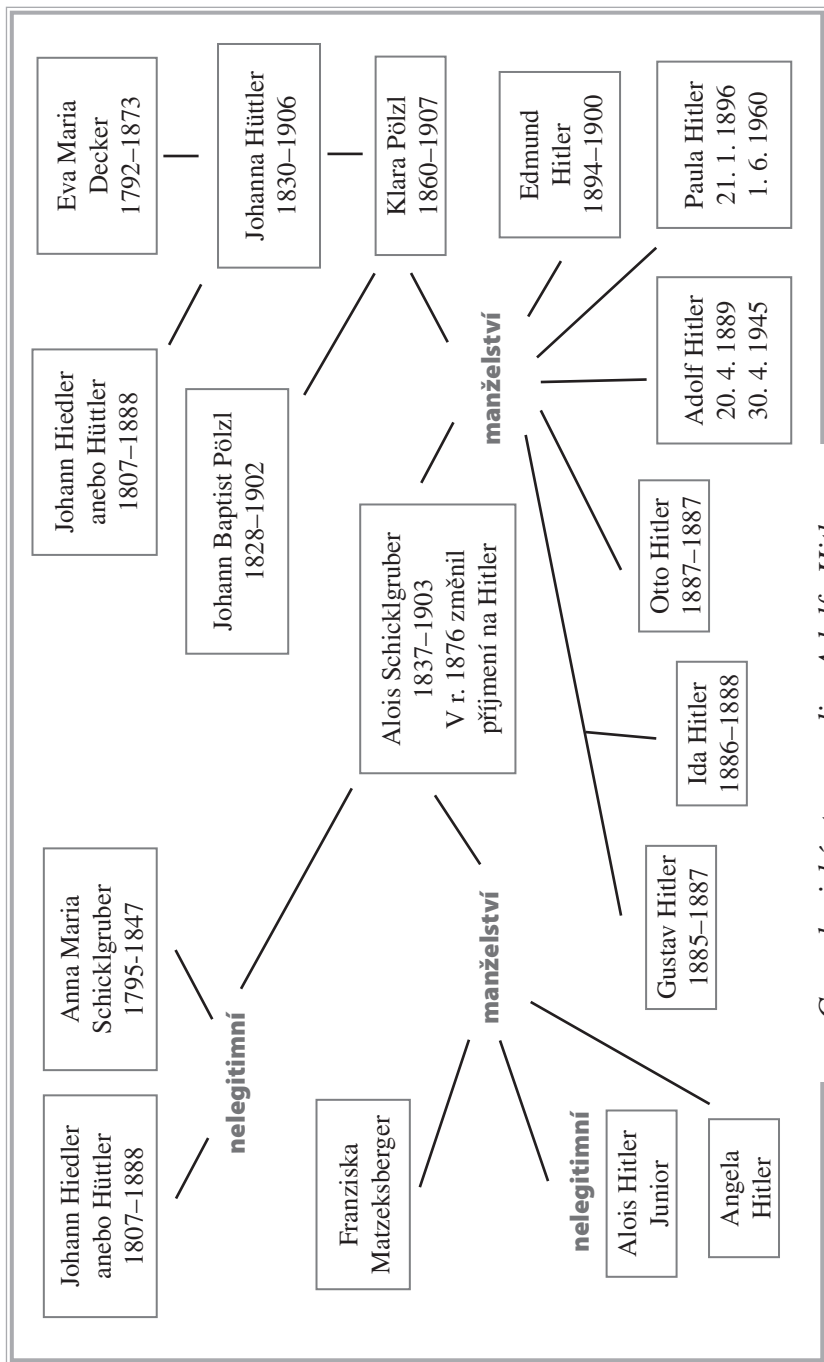 Johann Hiedler
anebo Hüttler
1807–1888
Anna Maria
Schicklgruber
1795-1847
Johann Hiedler
anebo Hüttler
1807–1888
Eva Maria
Decker
1792–1873
nelegitimní
Johann Baptist Pölzl
1828–1902
Johanna Hüttler
1830–1906
Franziska
Matzeksberger
Alois Schicklgruber
1837–1903
V r. 1876 změnil
příjmení na Hitler
Klara Pölzl
1860–1907
manželství
manželství
nelegitimní
Alois Hitler
Junior
Angela
Hitler
Gustav Hitler
1885–1887
Ida Hitler
1886–1888
Otto Hitler
1887–1887
Adolf Hitler
20. 4. 1889
30. 4. 1945
Edmund
Hitler
1894–1900
Paula Hitler
21. 1. 1896
1. 6. 1960